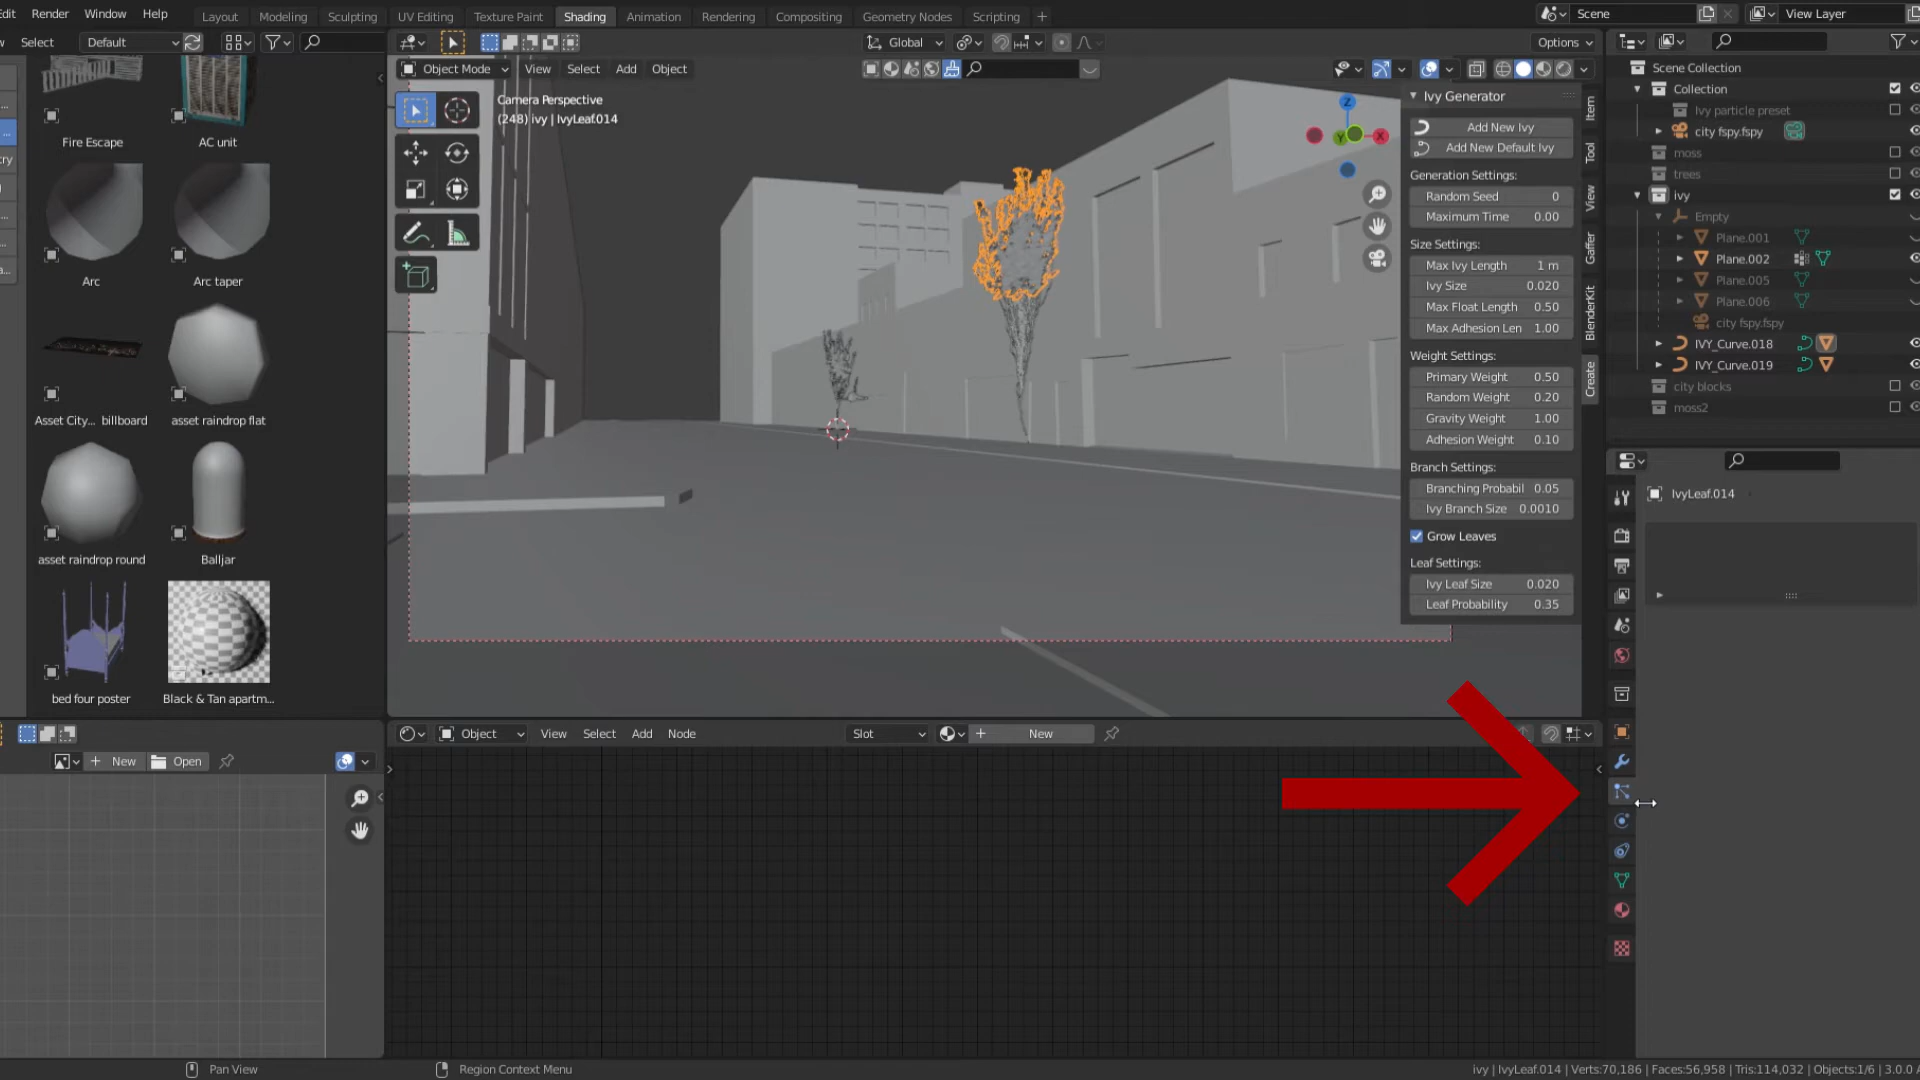 Edit Render Window Help
Layout Modeling Sculpting UV Editing Texture Paint Shading Animation Rendering Compositing Geometry Nodes Scripting +
Scene
View Layer
Select Default
Global
Options
Object Mode View Select Add Object
Camera Perspective
(248) ivy | IvyLeaf.014
Fire Escape
AC unit
Arc
Arc taper
Asset City... billboard
asset raindrop flat
asset raindrop round
Balljar
bed four poster
Black & Tan apartm...
Z
Y
X
Ivy Generator
Add New Ivy
Add New Default Ivy
Generation Settings:
Random Seed 0
Maximum Time 0.00
Size Settings:
Max Ivy Length 1 m
Ivy Size 0.020
Max Float Length 0.50
Max Adhesion Len 1.00
Weight Settings:
Primary Weight 0.50
Random Weight 0.20
Gravity Weight 1.00
Adhesion Weight 0.10
Branch Settings:
Branching Probabil 0.05
Ivy Branch Size 0.0010
Grow Leaves
Leaf Settings:
Ivy Leaf Size 0.020
Leaf Probability 0.35
Item
Tool
View
Gaffer
BlenderKit
Create
Scene Collection
Collection
Ivy particle preset
city fspy.fspy
moss
trees
ivy
Empty
Plane.001
Plane.002
Plane.005
Plane.006
city fspy.fspy
IVY_Curve.018
IVY_Curve.019
city blocks
moss2
IvyLeaf.014
New Open
Object View Select Add Node Slot New
Pan View
Region Context Menu
ivy | IvyLeaf.014 | Verts:70,186 | Faces:56,958 | Tris:114,032 | Objects:1/6 | 3.0.0